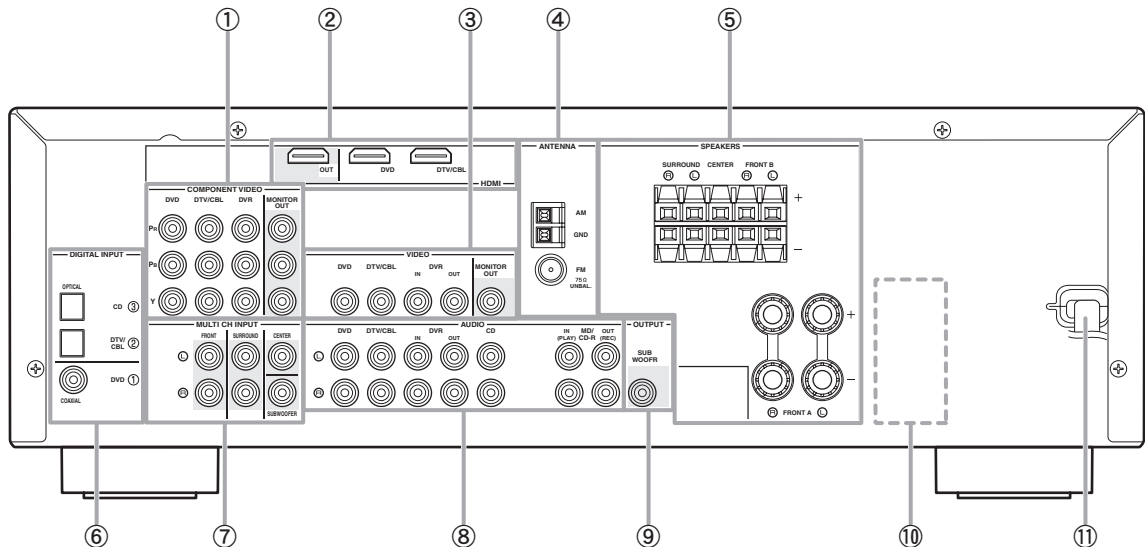 ① ② ③ ④ ⑤
ANTENNA
SPEAKERS
SURROUND CENTER FRONT B
R L R L
OUT DVD DTV/CBL
HDMI
+
AM
GND
−
COMPONENT VIDEO
DVD DTV/CBL DVR MONITOR OUT
PR
PB
Y
VIDEO
DVD DTV/CBL DVR MONITOR OUT
IN OUT
FM
75Ω
UNBAL.
DIGITAL INPUT
OPTICAL
CD ③
DTV/
CBL ②
DVD ①
COAXIAL
MULTI CH INPUT
FRONT SURROUND CENTER
L
R
SUBWOOFER
AUDIO
DVD DTV/CBL DVR CD IN MD/ OUT
IN OUT (PLAY) CD-R (REC)
L
R
OUTPUT
SUB
WOOFR
+
−
R FRONT A L
⑥ ⑦ ⑧ ⑨ ⑩ ⑪